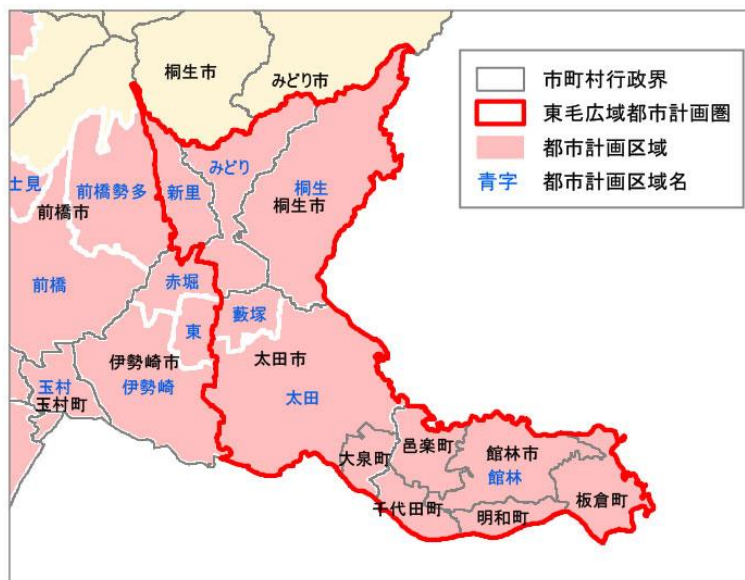 桐生市
みどり市
市町村行政界
東毛広域都市計画圏
都市計画区域
青字 都市計画区域名
士見
前橋勢多
前橋市
新里
みどり
桐生
桐生市
前橋
赤堀
東
藪塚
伊勢崎市
伊勢崎
太田市
太田
玉村
玉村町
大泉町
邑楽町
館林市
館林
千代田町
明和町
板倉町